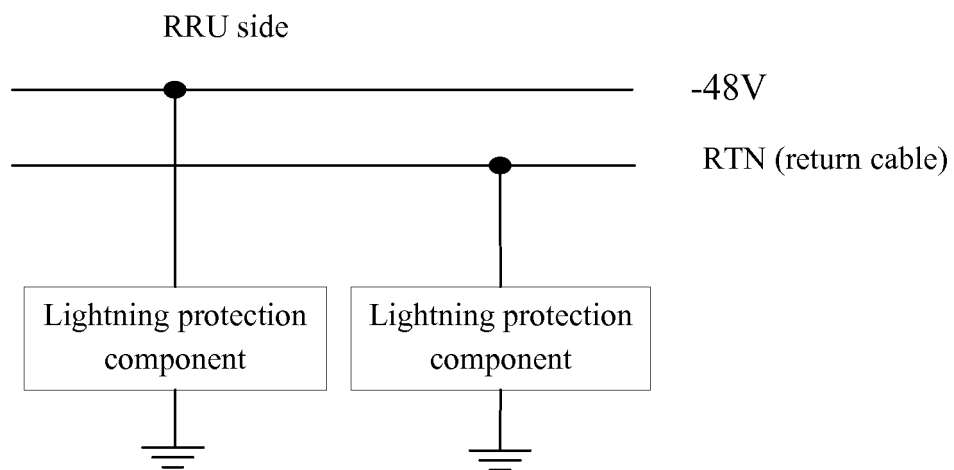 RRU side
-48V
RTN (return cable)
Lightning protection
component
Lightning protection
component